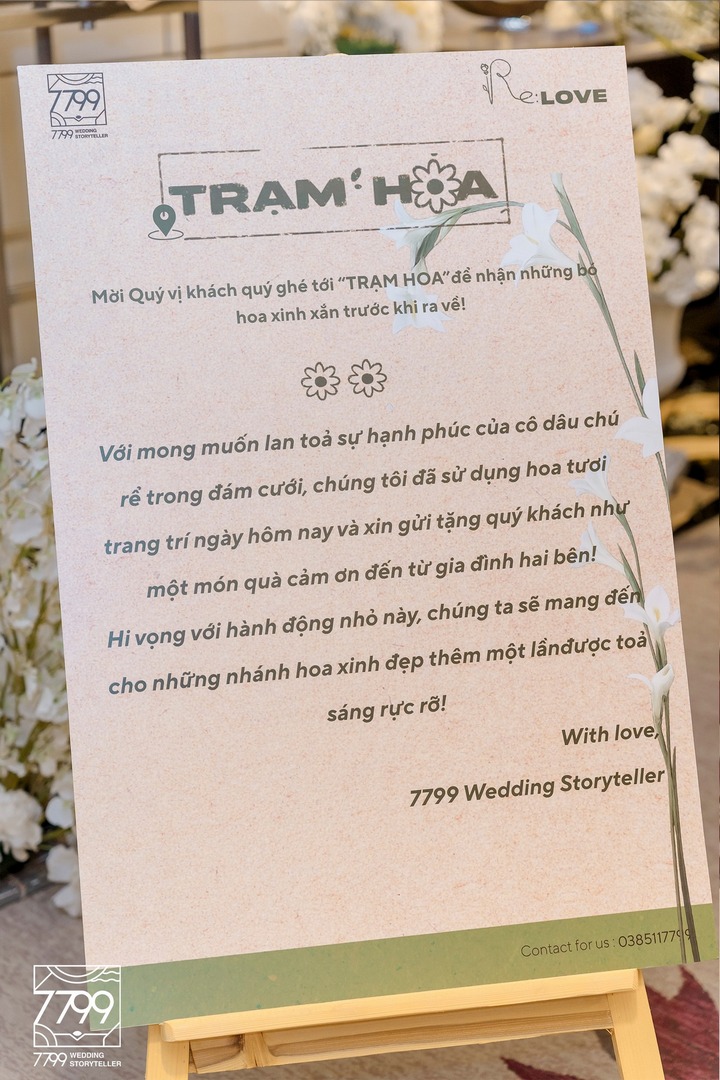 7799
7799 WEDDING STORYTELLER
Re:LOVE
TRẠM HOA
Mời Quý vị khách quý ghé tới “TRẠM HOA” để nhận những bó
hoa xinh xắn trước khi ra về!
Với mong muốn lan toả sự hạnh phúc của cô dâu chú
rể trong đám cưới, chúng tôi đã sử dụng hoa tươi
trang trí ngày hôm nay và xin gửi tặng quý khách như
một món quà cảm ơn đến từ gia đình hai bên!
Hi vọng với hành động nhỏ này, chúng ta sẽ mang đến
cho những nhánh hoa xinh đẹp thêm một lầnđược toả
sáng rực rỡ!
With love,
7799 Wedding Storyteller
Contact for us : 0385117799
7799
7799 WEDDING STORYTELLER